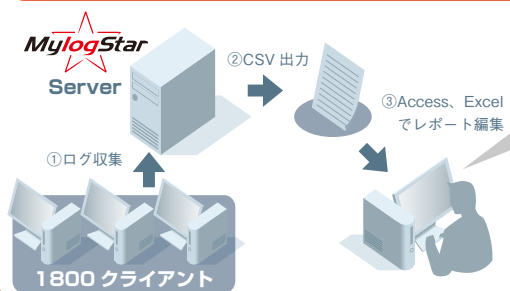 MylogStar
Server
②CSV 出力
③Access、Excel
でレポート編集
①ログ収集
1800 クライアント